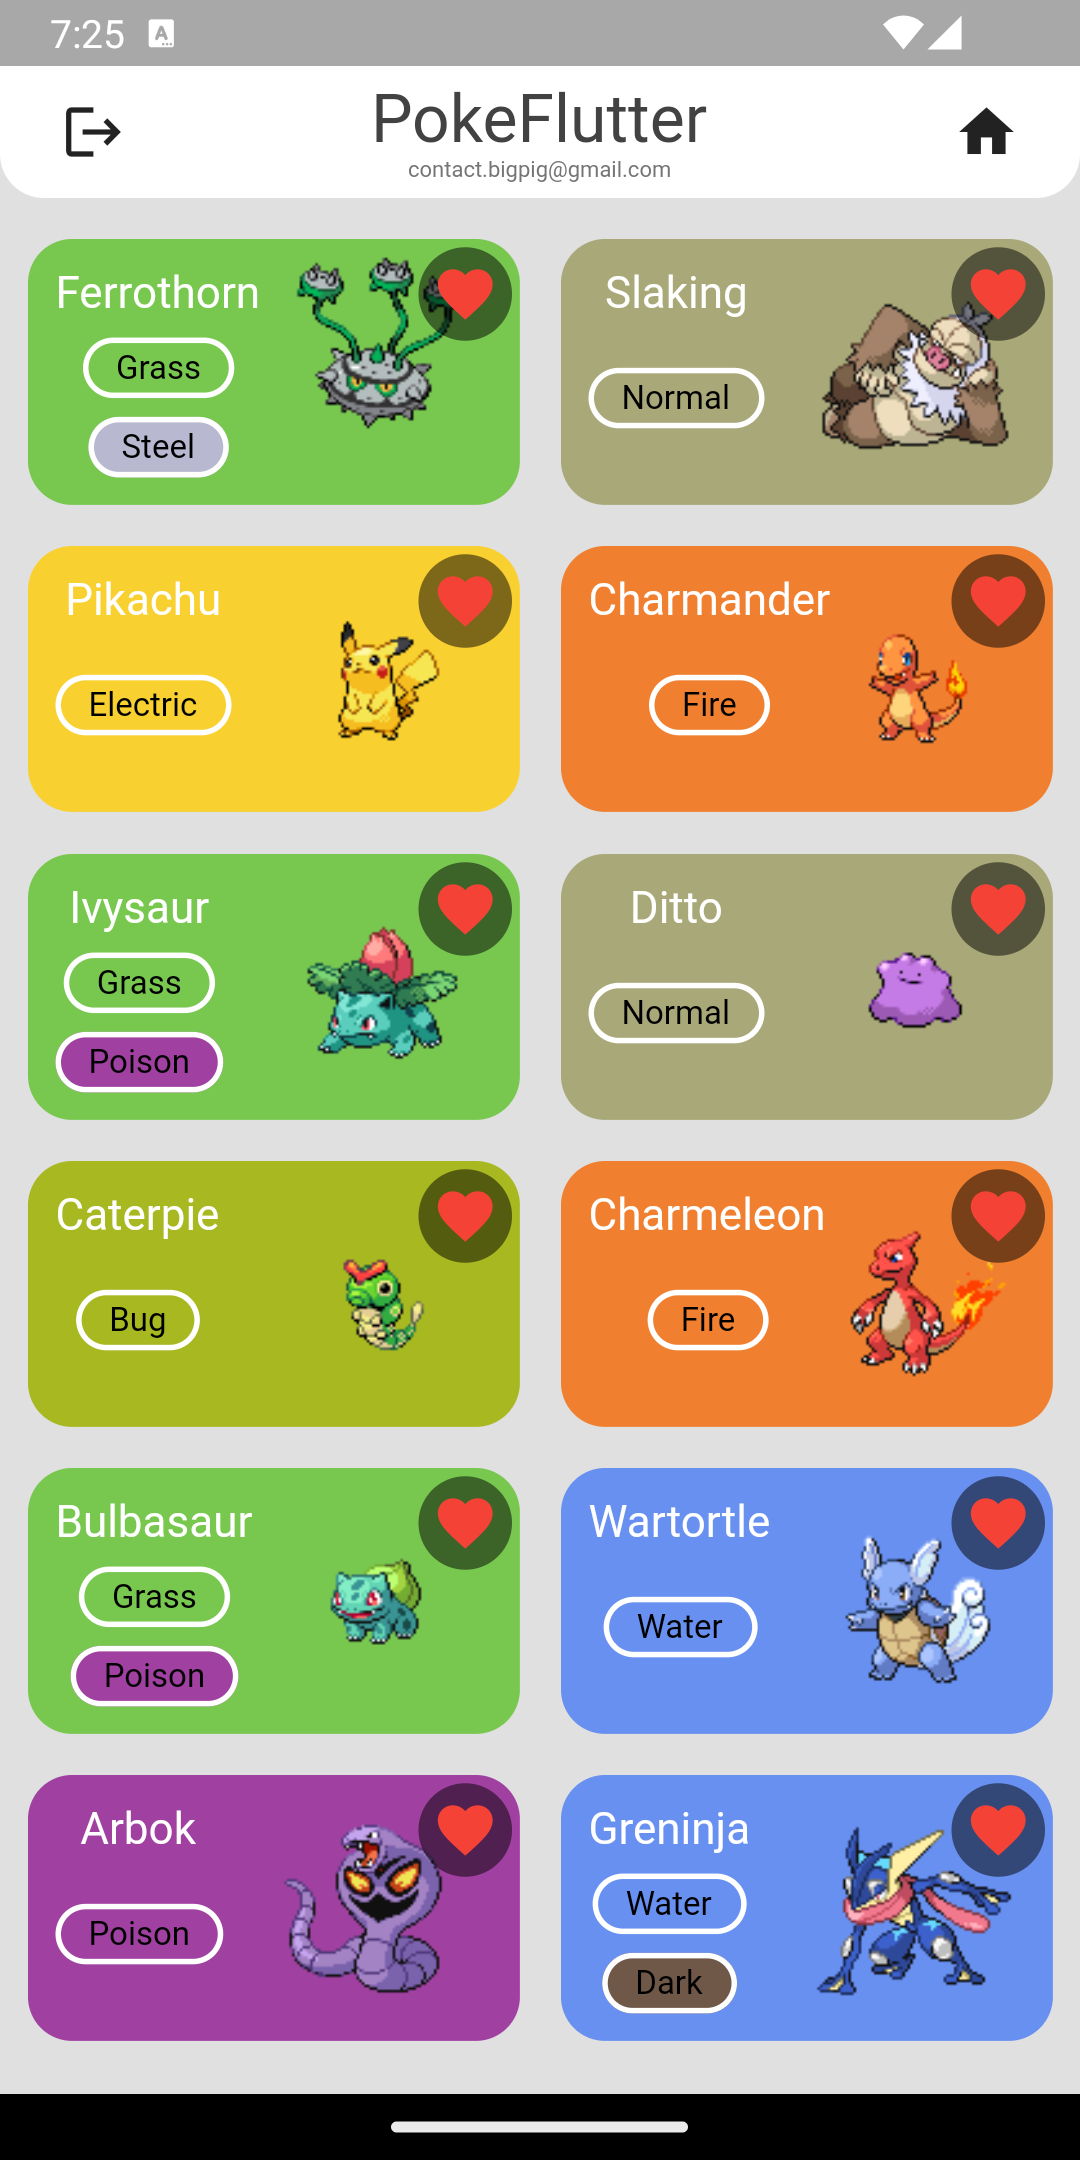 7:25 A
PokeFlutter
contact.bigpig@gmail.com
Ferrothorn
Grass
Steel
Slaking
Normal
Pikachu
Electric
Charmander
Fire
Ivysaur
Grass
Poison
Ditto
Normal
Caterpie
Bug
Charmeleon
Fire
Bulbasaur
Grass
Poison
Wartortle
Water
Arbok
Poison
Greninja
Water
Dark